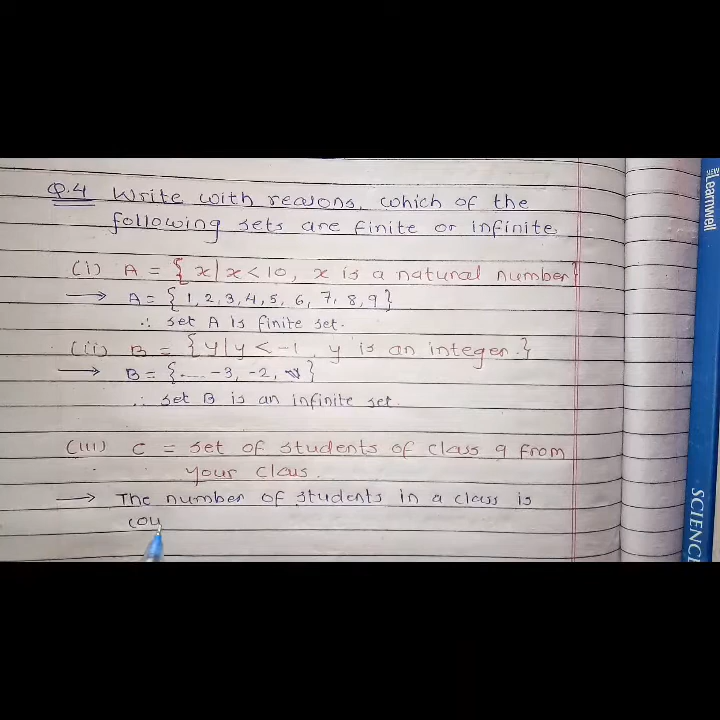 Q.4 Write with reasons, which of the
following sets are finite or infinite
(i) A = { x | x < 10, x is a natural number}
→ A = { 1, 2, 3, 4, 5, 6, 7, 8, 9 }
∴ set A is finite set.
(ii) B = { y | y < -1, y is an integer. }
→ B = { .... -3, -2, }
∴ set B is an infinite set.
(iii) C = set of students of class 9 from
your class.
→ The number of students in a class is
cou
NEW
Learnwell
SCIENC